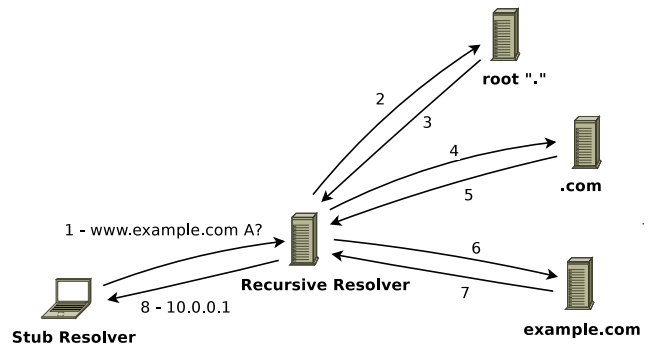 root "."
2
3
4
.com
5
1 - www.example.com A?
6
Recursive Resolver
7
8 - 10.0.0.1
example.com
Stub Resolver